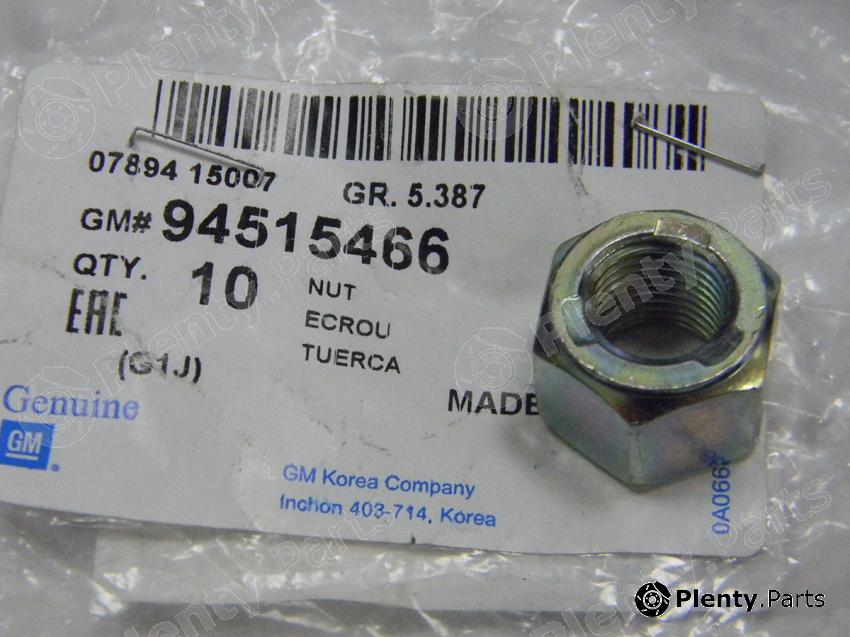 07894 15007
GR. 5.387
GM# 94515466
QTY. 10
NUT
ECROU
TUERCA
EAC
(G1J)
MADE
Genuine
GM
GM Korea Company
Inchon 403-714, Korea
0A066
Plenty.Parts